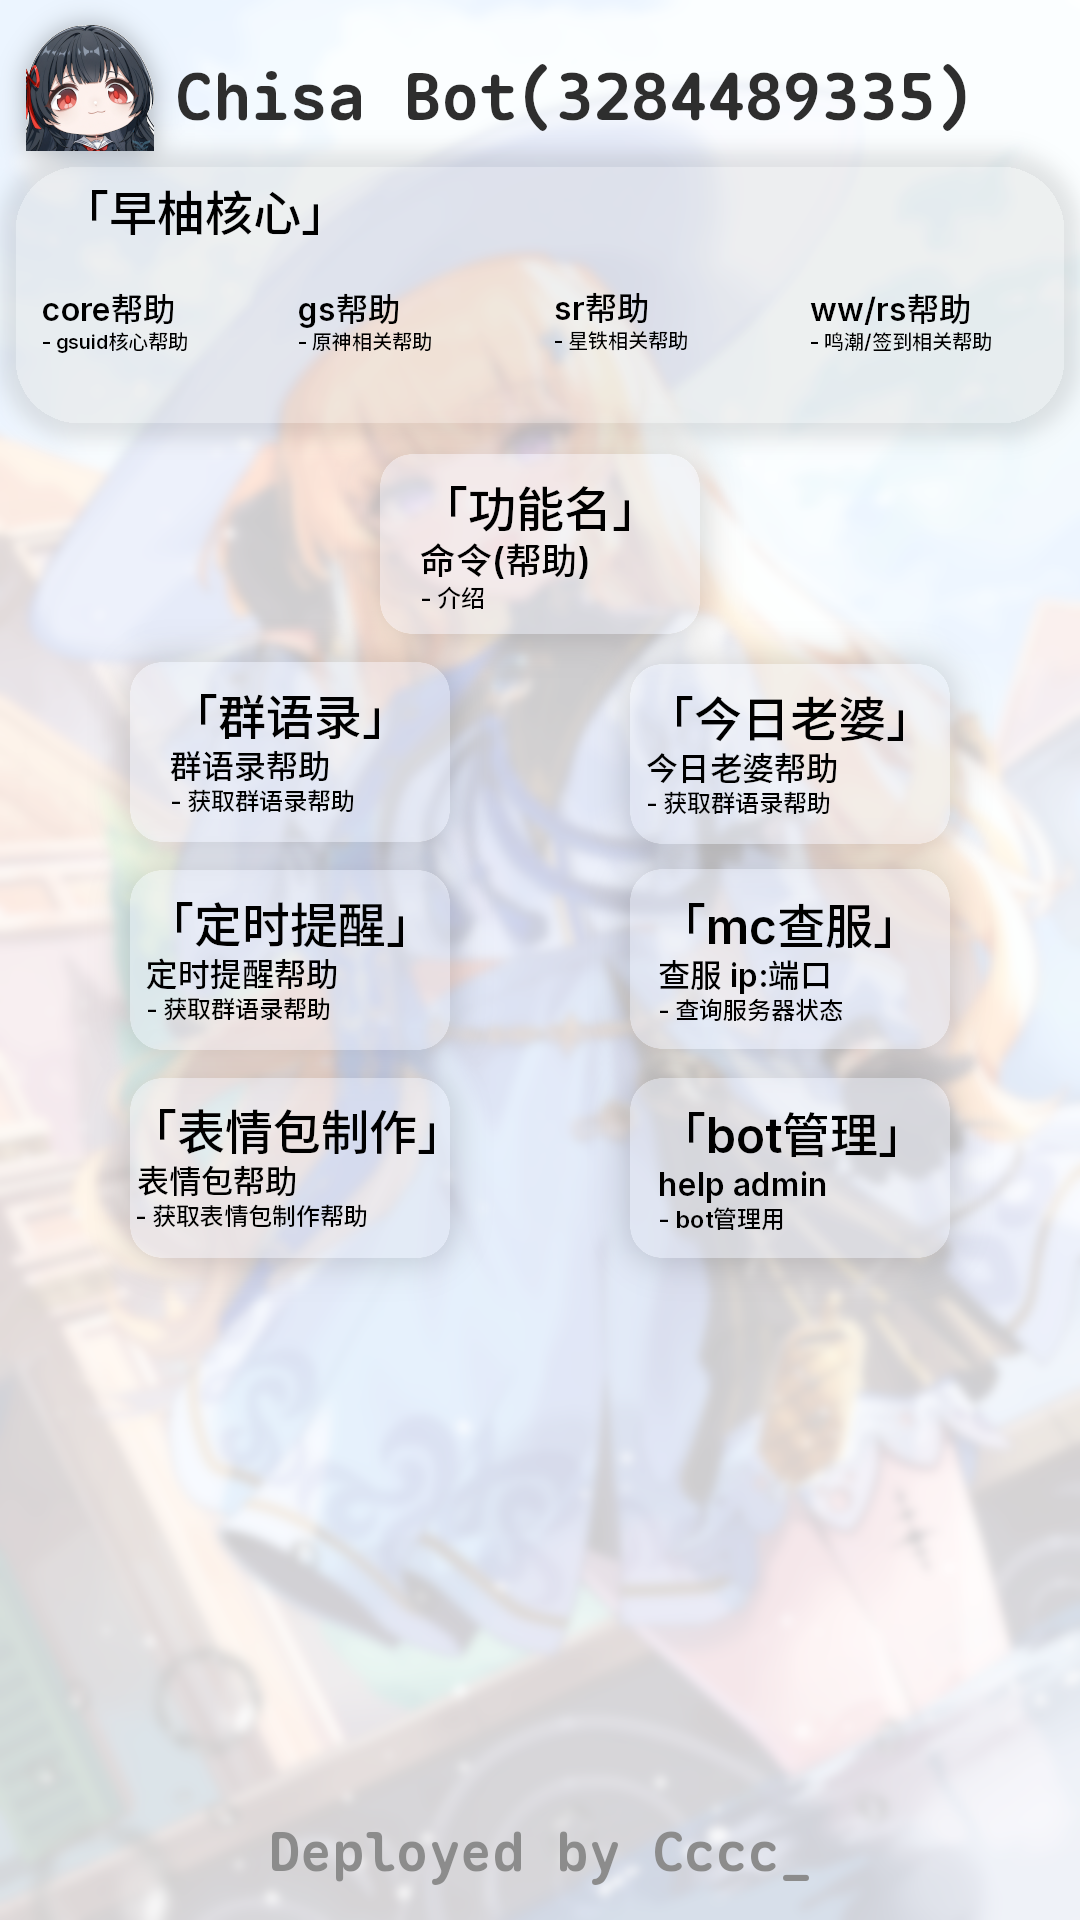 Chisa Bot(3284489335)
「早柚核心」
core帮助
- gsuid核心帮助
gs帮助
- 原神相关帮助
sr帮助
- 星铁相关帮助
ww/rs帮助
- 鸣潮/签到相关帮助
「功能名」
命令(帮助)
- 介绍
「群语录」
群语录帮助
- 获取群语录帮助
「今日老婆」
今日老婆帮助
- 获取群语录帮助
「定时提醒」
定时提醒帮助
- 获取群语录帮助
「mc查服」
查服 ip:端口
- 查询服务器状态
「表情包制作」
表情包帮助
- 获取表情包制作帮助
「bot管理」
help admin
- bot管理用
Deployed by Cccc_